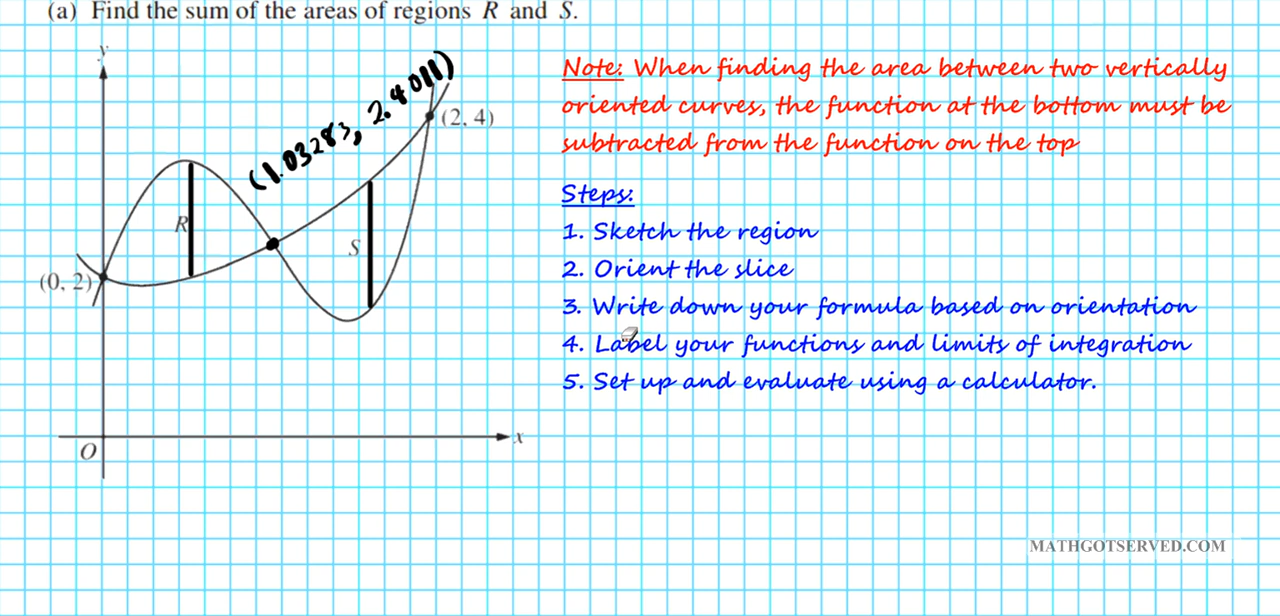 (a) Find the sum of the areas of regions R and S.
y
(1.03283, 2.4011)
(2, 4)
R
S
(0, 2)
O
x
Note: When finding the area between two vertically
oriented curves, the function at the bottom must be
subtracted from the function on the top
Steps:
1. Sketch the region
2. Orient the slice
3. Write down your formula based on orientation
4. Label your functions and limits of integration
5. Set up and evaluate using a calculator.
MATHGOTSERVED.COM